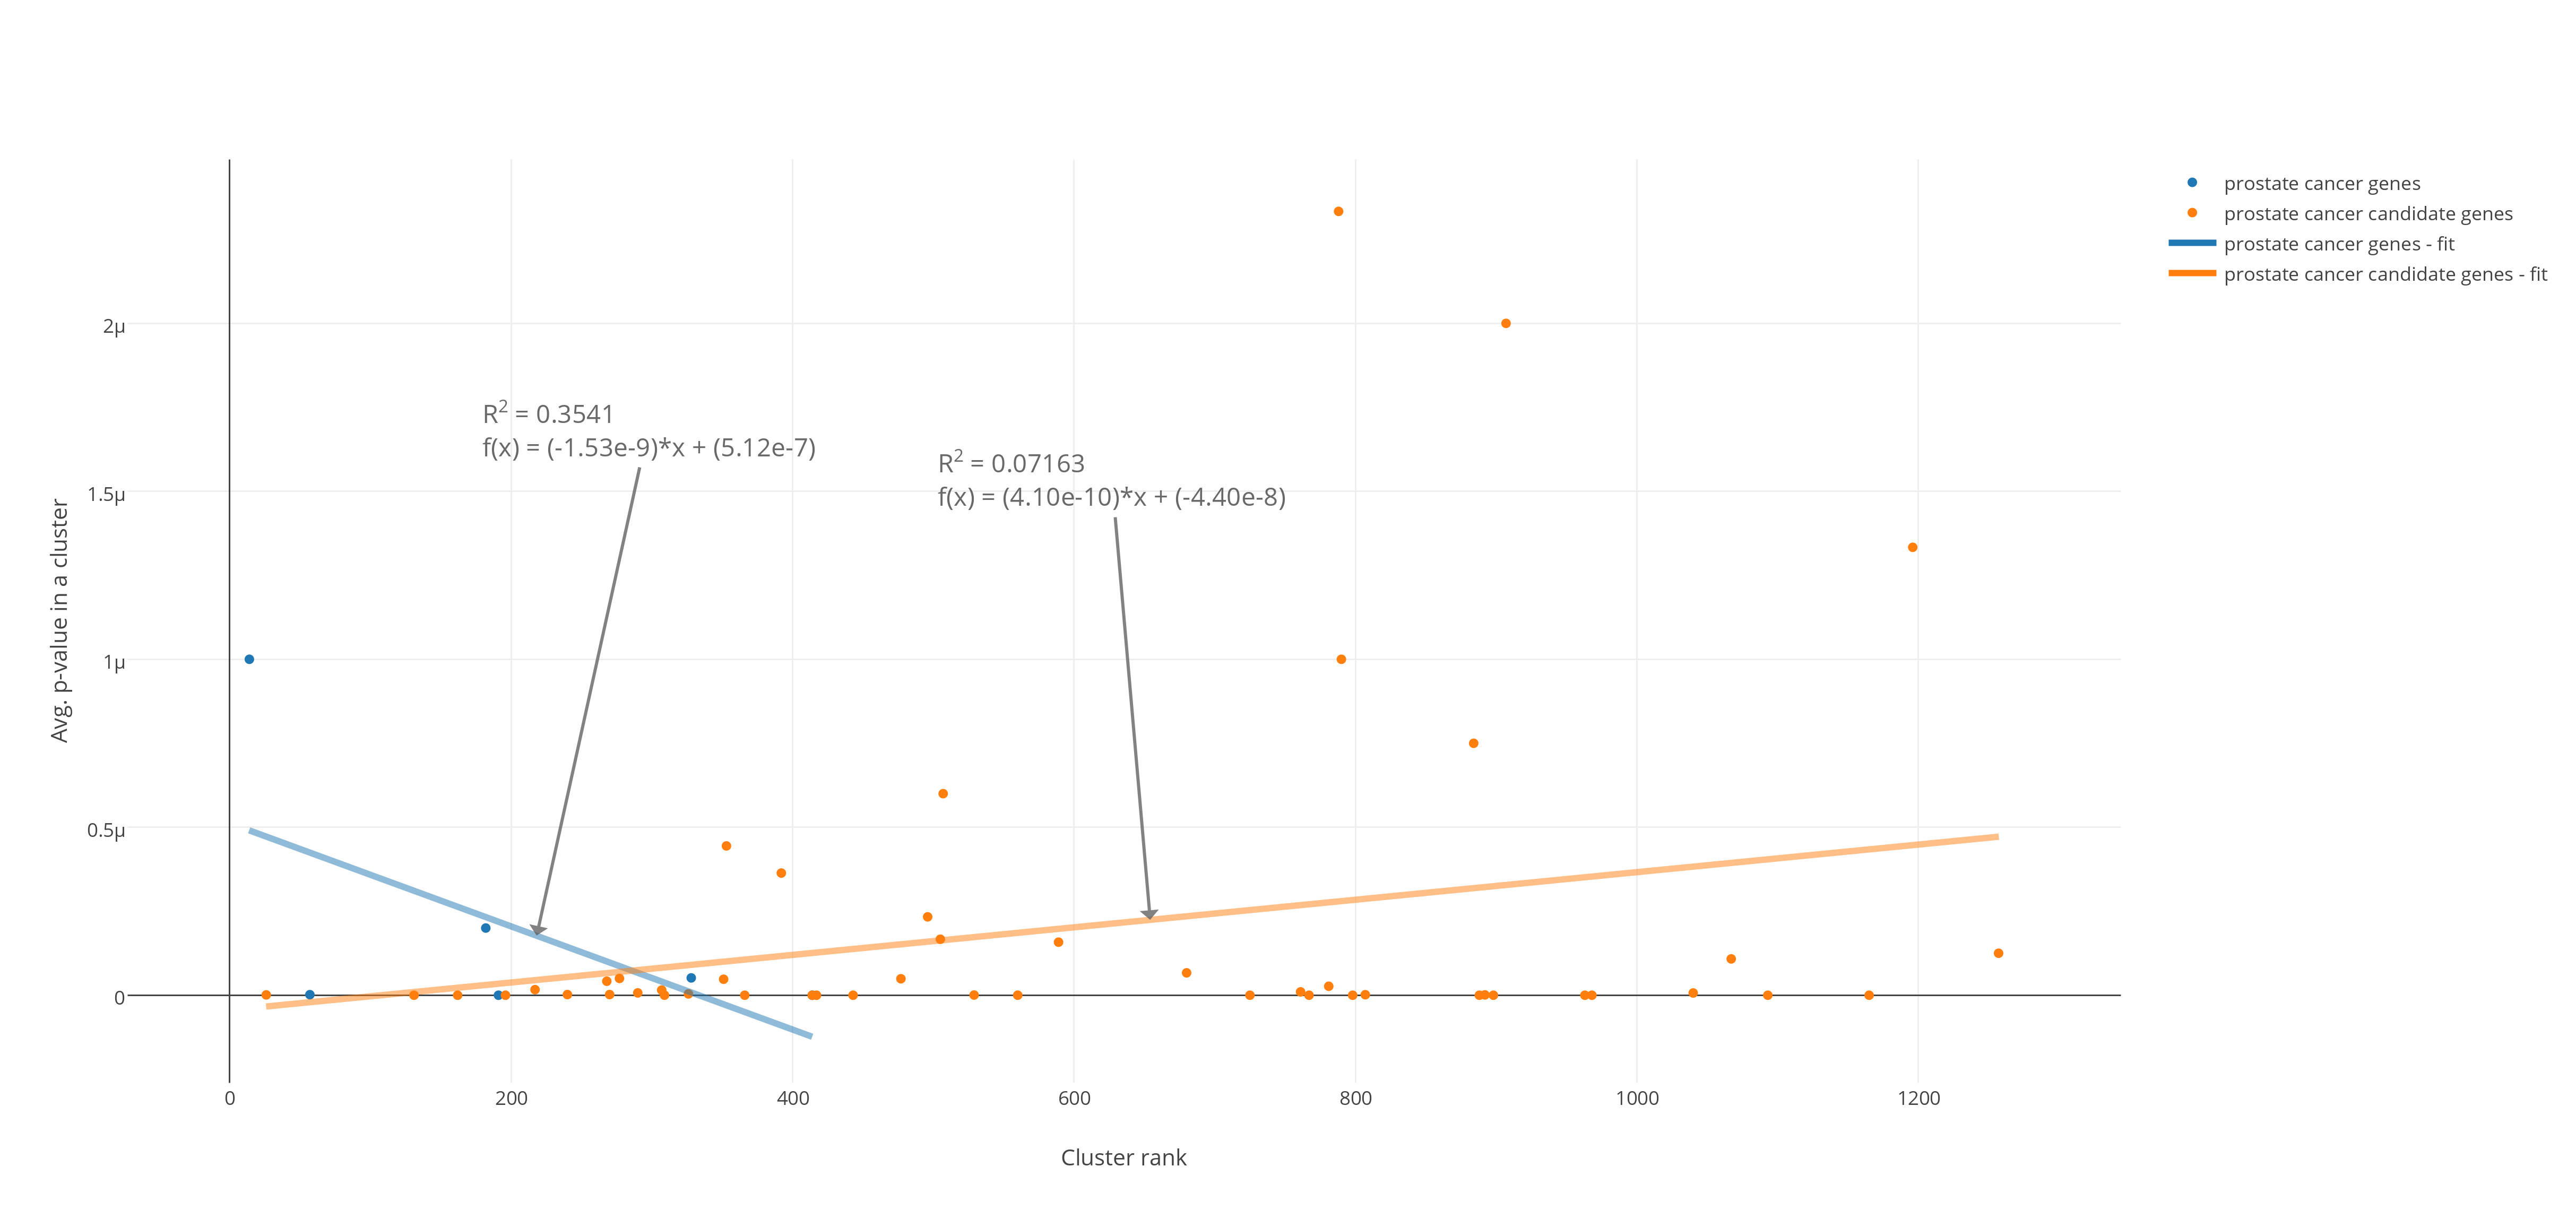 prostate cancer genes
prostate cancer candidate genes
prostate cancer genes - fit
prostate cancer candidate genes - fit
2μ
R² = 0.3541
f(x) = (-1.53e-9)*x + (5.12e-7)
R² = 0.07163
f(x) = (4.10e-10)*x + (-4.40e-8)
1.5μ
Avg. p-value in a cluster
1μ
0.5μ
0
0 200 400 600 800 1000 1200
Cluster rank